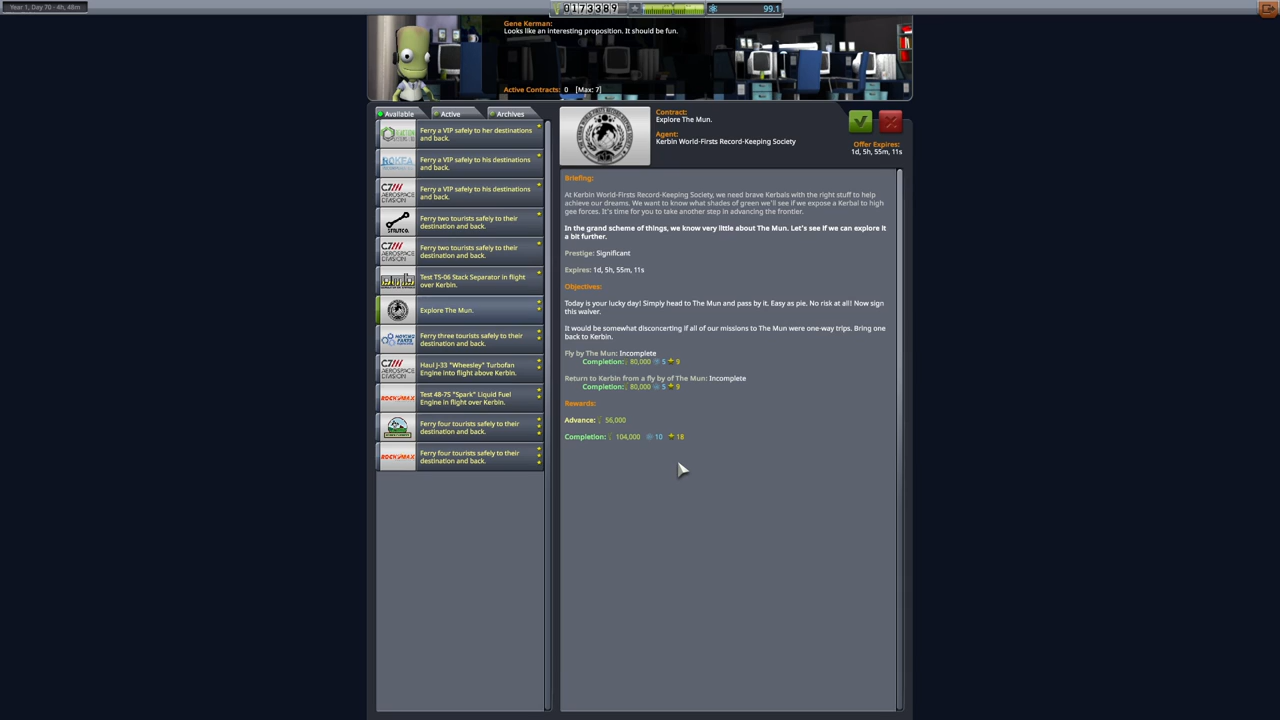 Year 1, Day 70 - 4h, 48m
0173389
99.1
Gene Kerman:
Looks like an interesting proposition. It should be fun.
Active Contracts: 0 [Max: 7]
Available
Active
Archives
Ferry a VIP safely to her destinations
and back.
Ferry a VIP safely to his destinations
and back.
Ferry a VIP safely to his destinations
and back.
Ferry two tourists safely to their
destination and back.
Ferry two tourists safely to their
destination and back.
Test TS-06 Stack Separator in flight
over Kerbin.
Explore The Mun.
Ferry three tourists safely to their
destination and back.
Haul J-33 "Wheesley" Turbofan
Engine into flight above Kerbin.
Test 48-7S "Spark" Liquid Fuel
Engine in flight over Kerbin.
Ferry four tourists safely to their
destination and back.
Ferry four tourists safely to their
destination and back.
C7
AEROSPACE
DIVISION
STRUTCO.
C7
AEROSPACE
DIVISION
C7
AEROSPACE
DIVISION
ROCKOMAX
ROCKOMAX
Contract:
Explore The Mun.
Agent:
Kerbin World-Firsts Record-Keeping Society
Offer Expires:
1d, 5h, 55m, 11s
Briefing:
At Kerbin World-Firsts Record-Keeping Society, we need brave Kerbals with the right stuff to help
achieve our dreams. We want to know what shades of green we'll see if we expose a Kerbal to high
gee forces. It's time for you to take another step in advancing the frontier.
In the grand scheme of things, we know very little about The Mun. Let's see if we can explore it
a bit further.
Prestige: Significant
Expires: 1d, 5h, 55m, 11s
Objectives:
Today is your lucky day! Simply head to The Mun and pass by it. Easy as pie. No risk at all! Now sign
this waiver.
It would be somewhat disconcerting if all of our missions to The Mun were one-way trips. Bring one
back to Kerbin.
Fly by The Mun: Incomplete
Completion: 80,000 5 9
Return to Kerbin from a fly by of The Mun: Incomplete
Completion: 80,000 5 9
Rewards:
Advance: 56,000
Completion: 104,000 10 18